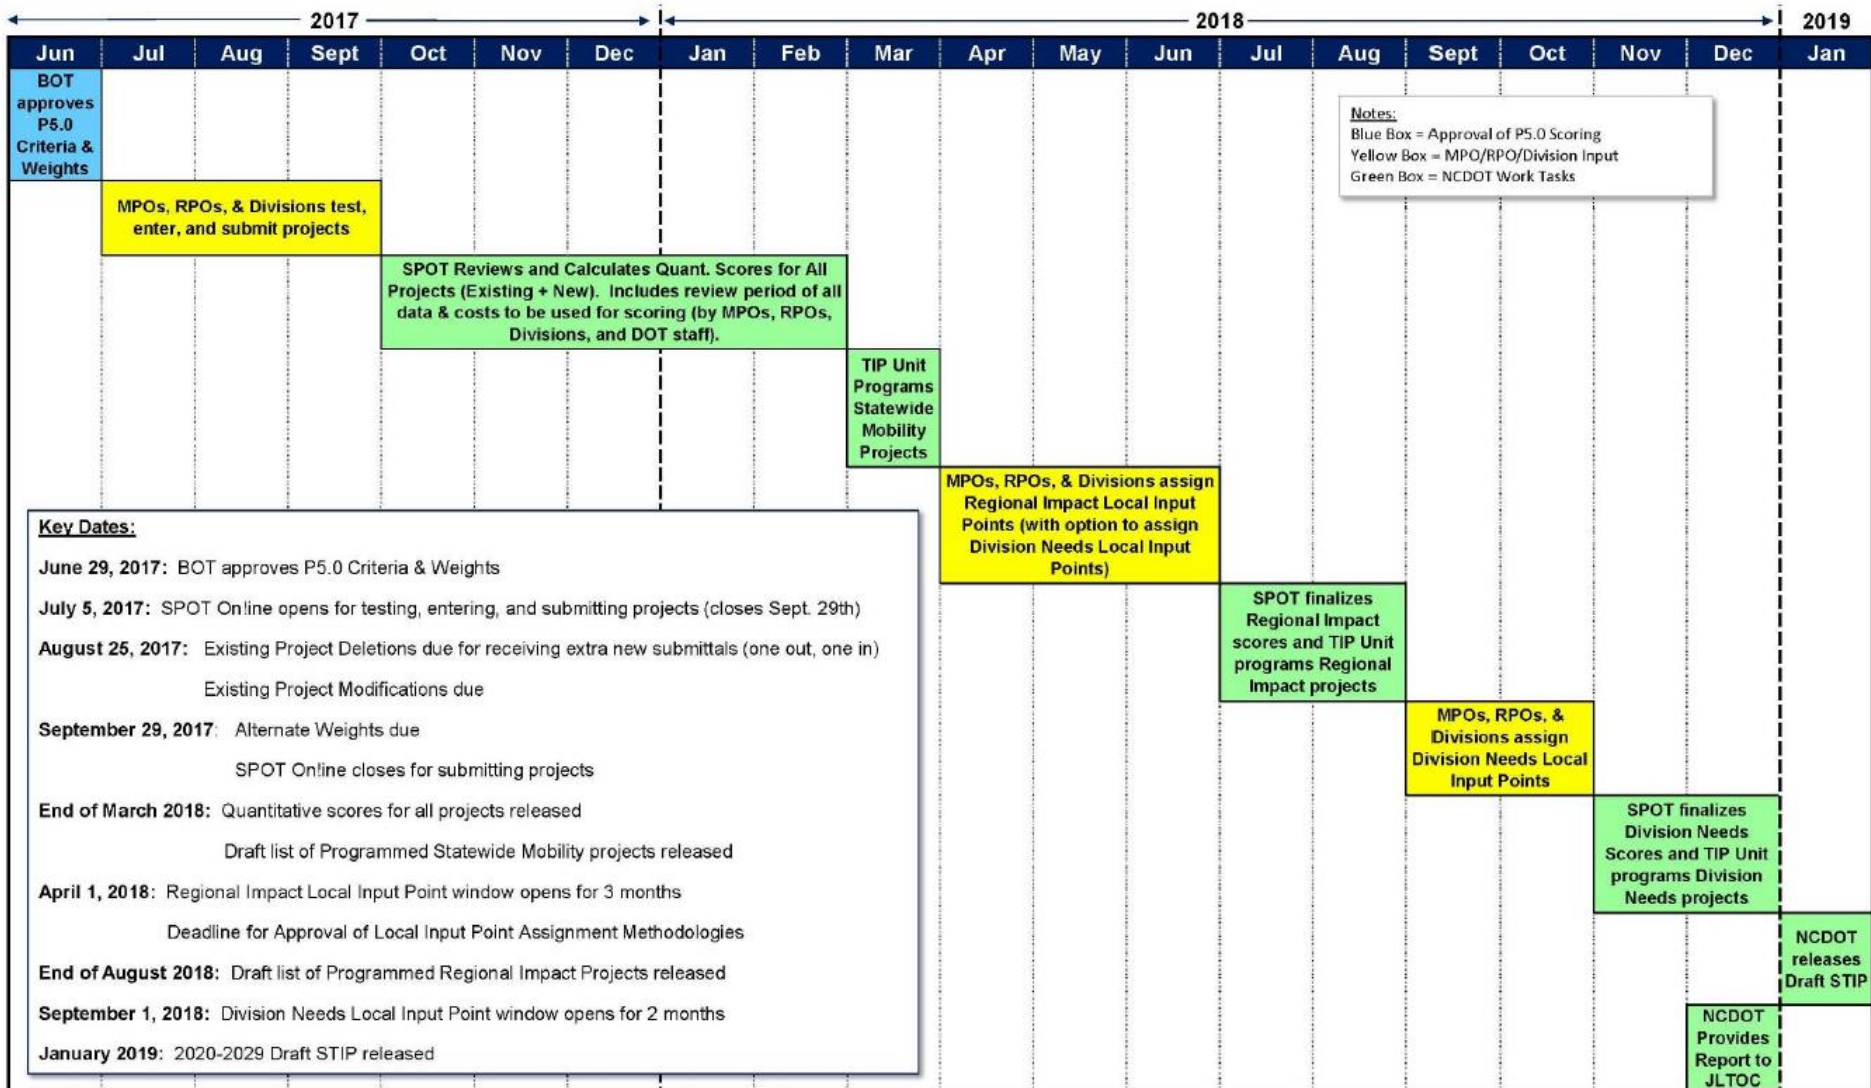 2017
2018
2019
Jun Jul Aug Sept Oct Nov Dec Jan Feb Mar Apr May Jun Jul Aug Sept Oct Nov Dec Jan
BOT
approves
P5.0
Criteria &
Weights
Notes:
Blue Box = Approval of P5.0 Scoring
Yellow Box = MPO/RPO/Division Input
Green Box = NCDOT Work Tasks
MPOs, RPOs, & Divisions test,
enter, and submit projects
SPOT Reviews and Calculates Quant. Scores for All
Projects (Existing + New). Includes review period of all
data & costs to be used for scoring (by MPOs, RPOs,
Divisions, and DOT staff).
TIP Unit
Programs
Statewide
Mobility
Projects
MPOs, RPOs, & Divisions assign
Regional Impact Local Input
Points (with option to assign
Division Needs Local Input
Points)
SPOT finalizes
Regional Impact
scores and TIP Unit
programs Regional
Impact projects
MPOs, RPOs, &
Divisions assign
Division Needs Local
Input Points
SPOT finalizes
Division Needs
Scores and TIP Unit
programs Division
Needs projects
NCDOT
releases
Draft STIP
NCDOT
Provides
Report to
JLTOC
Key Dates:
June 29, 2017: BOT approves P5.0 Criteria & Weights
July 5, 2017: SPOT On!ine opens for testing, entering, and submitting projects (closes Sept. 29th)
August 25, 2017: Existing Project Deletions due for receiving extra new submittals (one out, one in)
Existing Project Modifications due
September 29, 2017: Alternate Weights due
SPOT On!ine closes for submitting projects
End of March 2018: Quantitative scores for all projects released
Draft list of Programmed Statewide Mobility projects released
April 1, 2018: Regional Impact Local Input Point window opens for 3 months
Deadline for Approval of Local Input Point Assignment Methodologies
End of August 2018: Draft list of Programmed Regional Impact Projects released
September 1, 2018: Division Needs Local Input Point window opens for 2 months
January 2019: 2020-2029 Draft STIP released